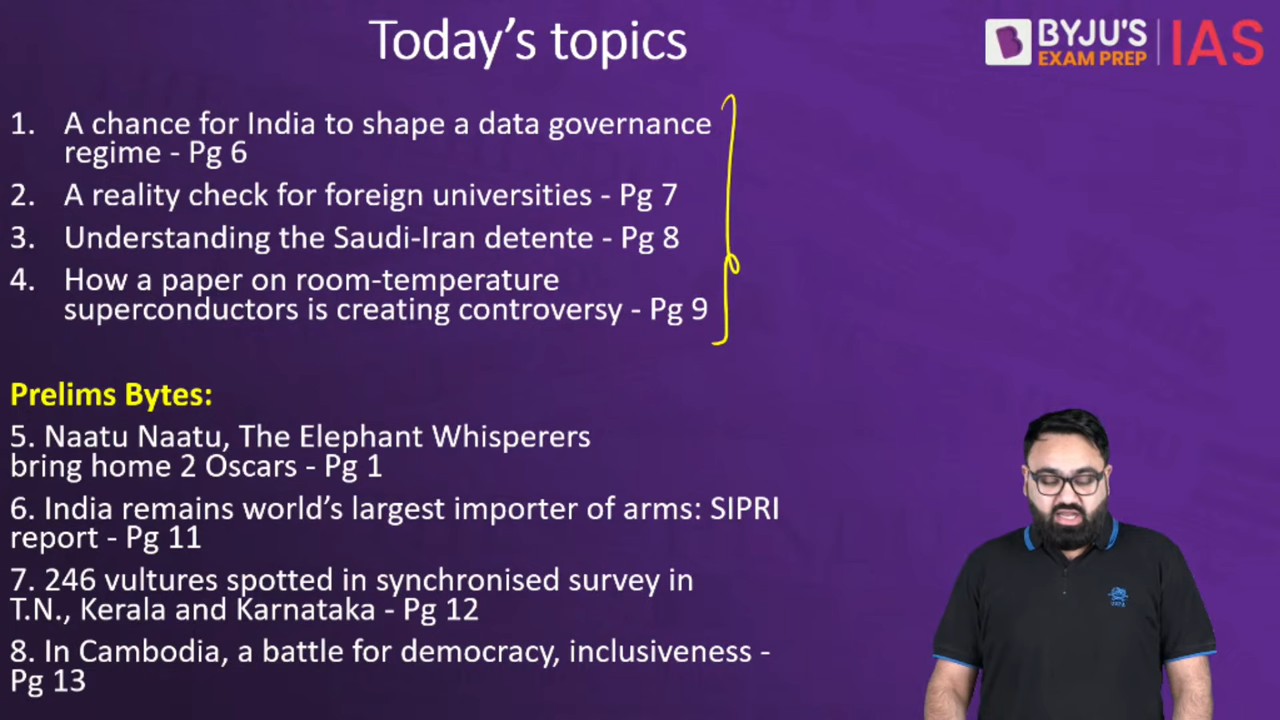 Today's topics
BYJU'S
EXAM PREP
IAS
1. A chance for India to shape a data governance
regime - Pg 6
2. A reality check for foreign universities - Pg 7
3. Understanding the Saudi-Iran detente - Pg 8
4. How a paper on room-temperature
superconductors is creating controversy - Pg 9
Prelims Bytes:
5. Naatu Naatu, The Elephant Whisperers
bring home 2 Oscars - Pg 1
6. India remains world's largest importer of arms: SIPRI
report - Pg 11
7. 246 vultures spotted in synchronised survey in
T.N., Kerala and Karnataka - Pg 12
8. In Cambodia, a battle for democracy, inclusiveness -
Pg 13